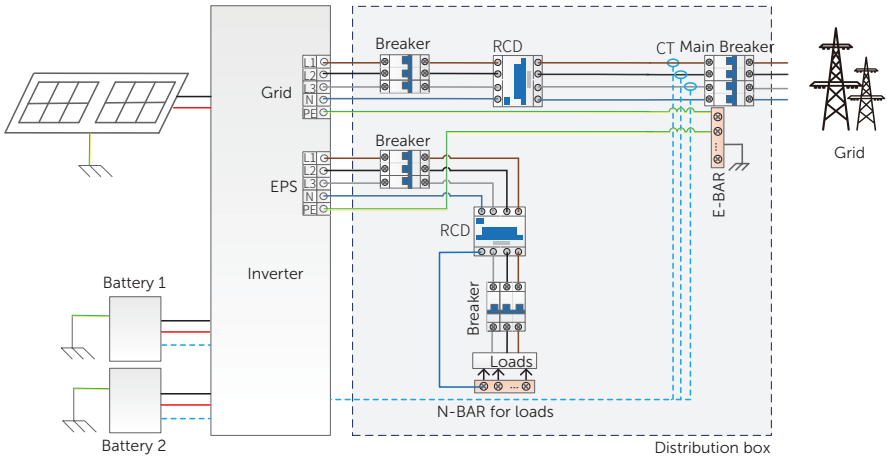 Breaker
RCD
CT
Main Breaker
Grid
L1
L2
L3
N
PE
Grid
Breaker
EPS
L1
L2
L3
N
PE
E-BAR
...
RCD
Inverter
Battery 1
Breaker
Loads
...
N-BAR for loads
Battery 2
Distribution box